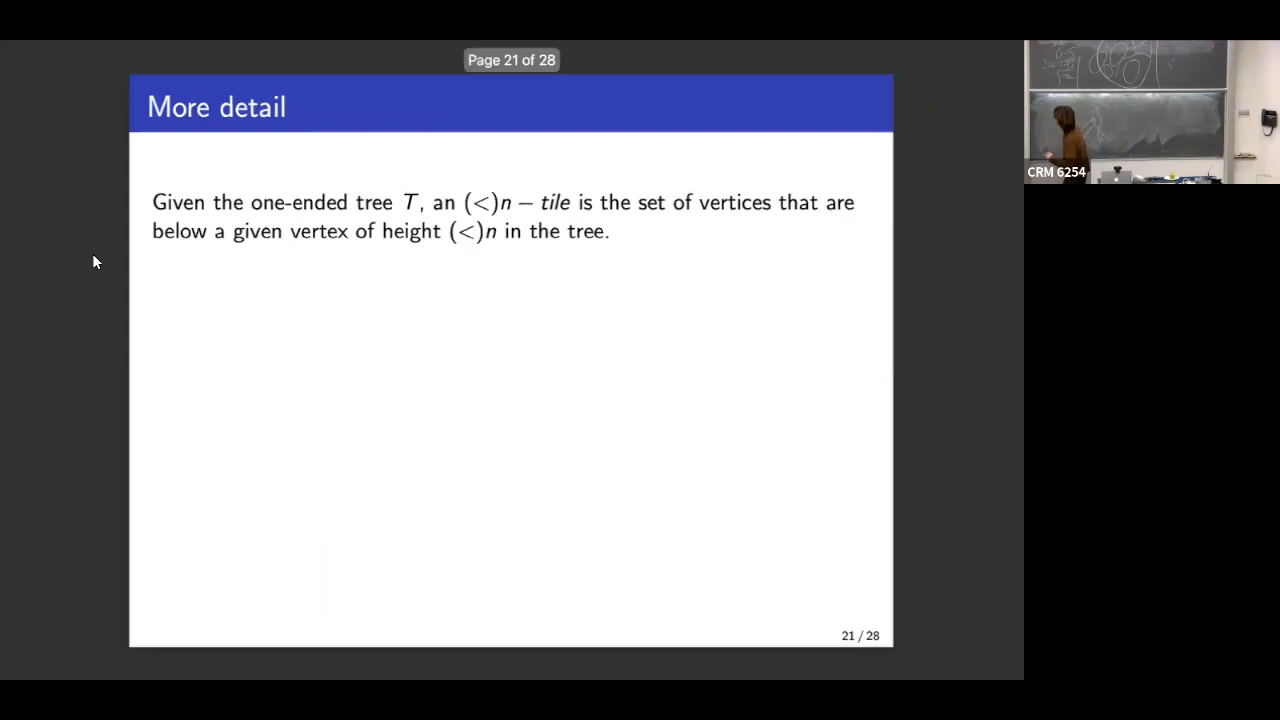 Page 21 of 28
More detail
Given the one-ended tree T, an (<)n − tile is the set of vertices that are
below a given vertex of height (<)n in the tree.
21 / 28
CRM 6254